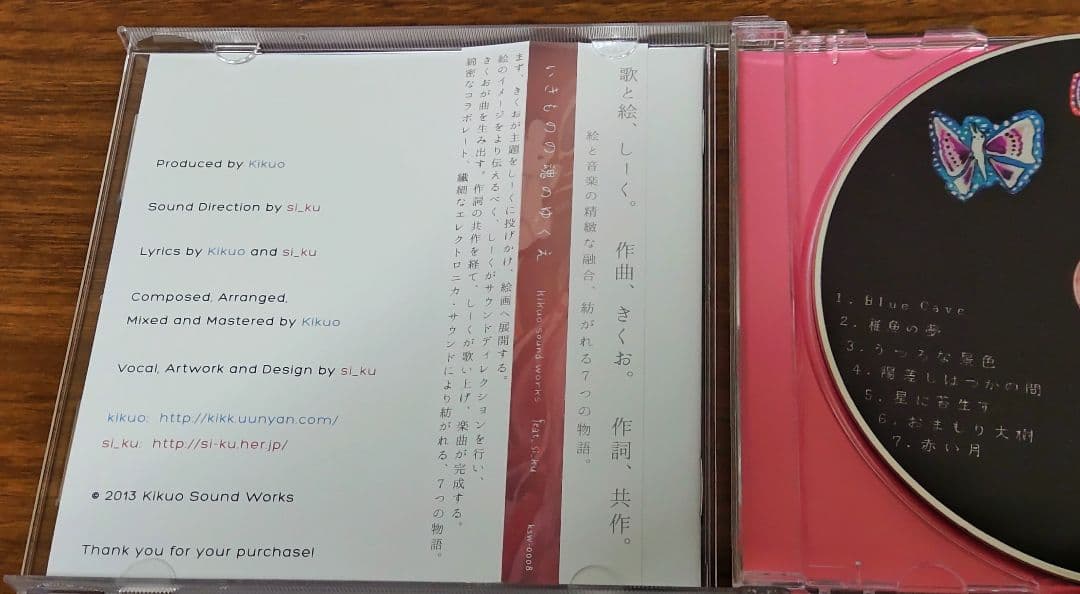 Produced by Kikuo
Sound Direction by si_ku
Lyrics by Kikuo and si_ku
Composed, Arranged,
Mixed and Mastered by Kikuo
Vocal, Artwork and Design by si_ku
kikuo: http://kikk.uunyan.com/
si_ku: http://si-ku.her.jp/
© 2013 Kikuo Sound Works
Thank you for your purchase!
歌と絵、しーく。 作曲、きくお。 作詞、共作。
絵と音楽の精緻な融合、紡がれる7つの物語。
いきものの魂のゆくえ kikuo sound works feat. si_ku ksw-0008
まず、きくおが主題をしーくに投げかけ、絵画へ展開する。
絵のイメージをより伝えるべく、しーくがサウンドディレクションを行い、
きくおが曲を生み出す。作詞の共作を経て、しーくが歌い上げ、楽曲が完成する。
綿密なコラボレート、繊細なエレクトロニカ・サウンドにより紡がれる、7つの物語。
1. Blue Cave
2.稚魚の夢
3. うつろな景色
4.陽差しはつかの間
5. 星に苔生す
6. おまもり大樹
7. 赤い月